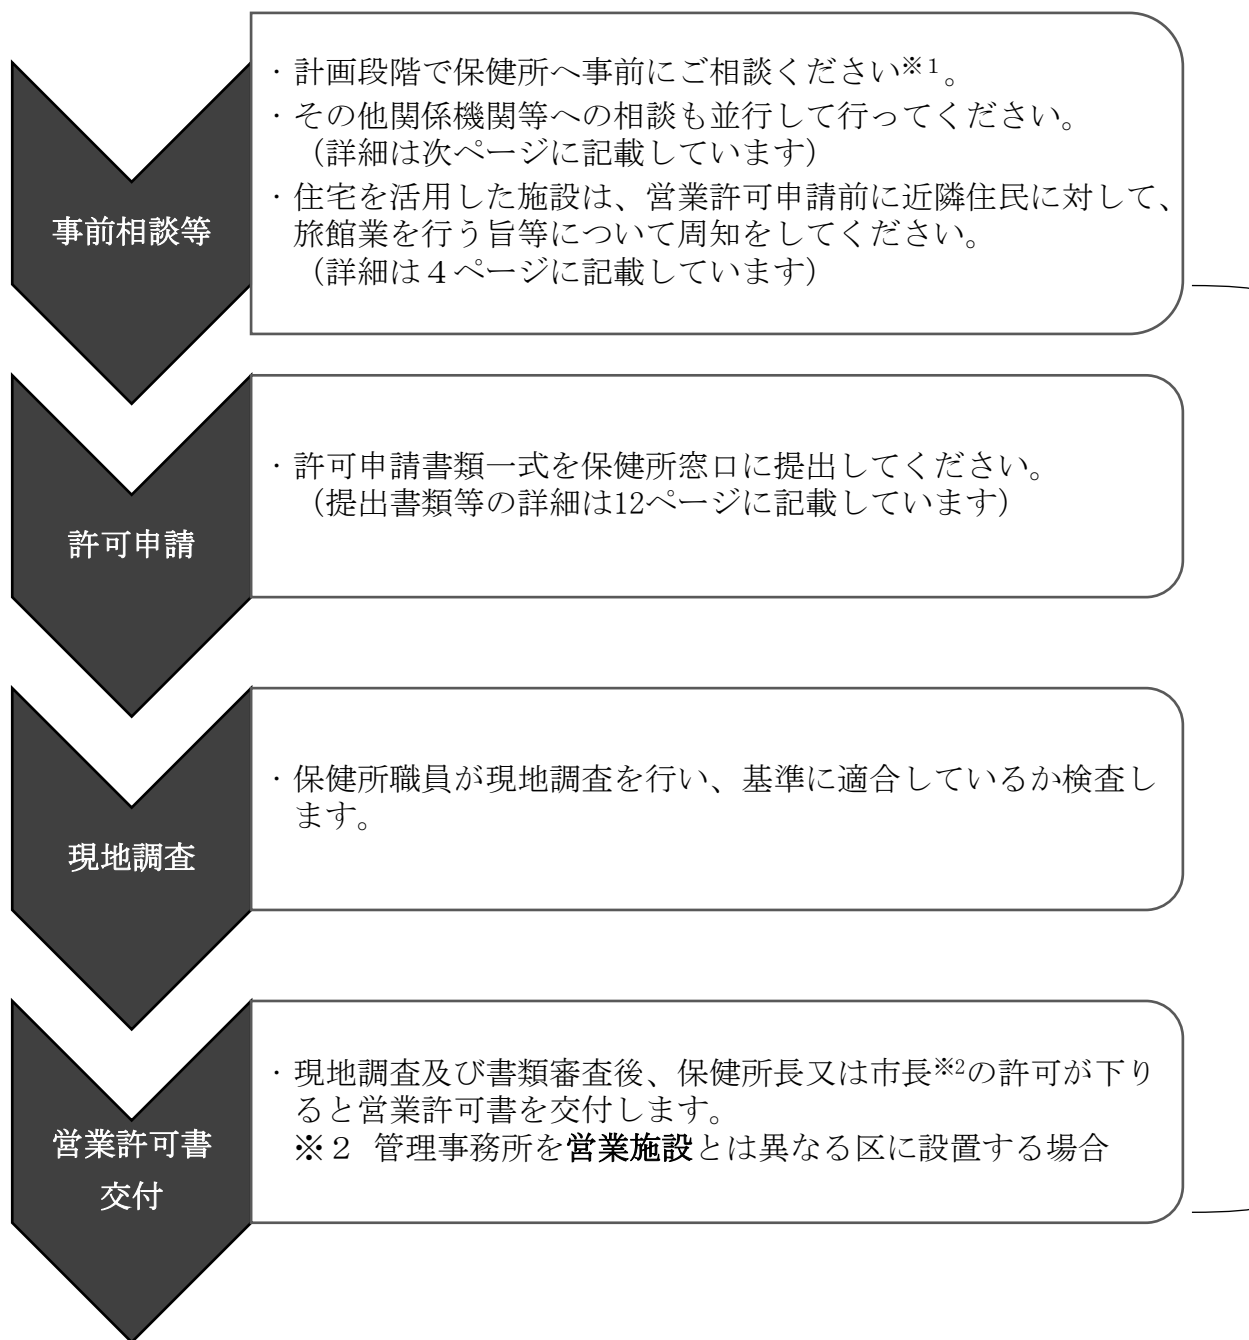 事前相談等
・計画段階で保健所へ事前にご相談ください※1。
・その他関係機関等への相談も並行して行ってください。
（詳細は次ページに記載しています）
・住宅を活用した施設は、営業許可申請前に近隣住民に対して、
旅館業を行う旨等について周知をしてください。
（詳細は４ページに記載しています）
許可申請
・許可申請書類一式を保健所窓口に提出してください。
（提出書類等の詳細は12ページに記載しています）
現地調査
・保健所職員が現地調査を行い、基準に適合しているか検査し
ます。
営業許可書
交付
・現地調査及び書類審査後、保健所長又は市長※2の許可が下り
ると営業許可書を交付します。
※２ 管理事務所を営業施設とは異なる区に設置する場合